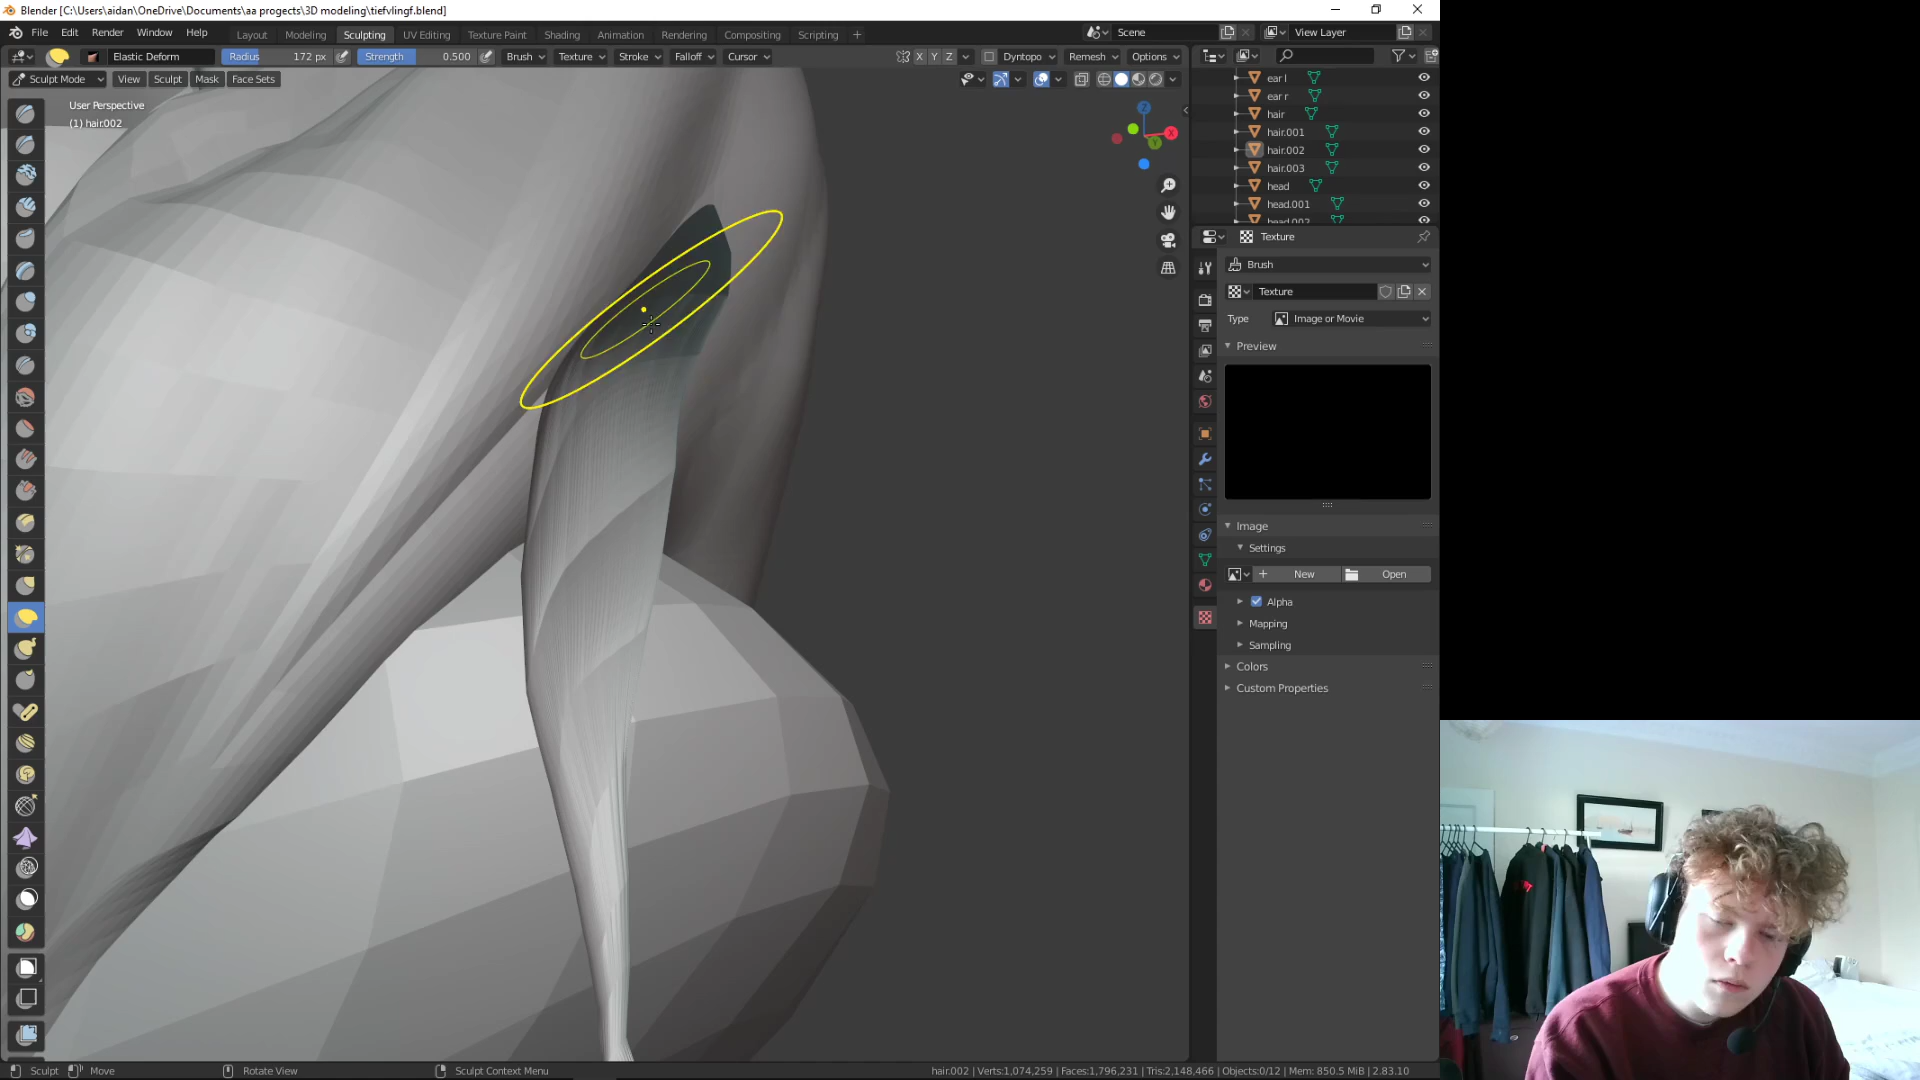 Blender [C:\Users\aidan\OneDrive\Documents\aa progects\3D modeling\tiefvlingf.blend]
File Edit Render Window Help
Layout Modeling Sculpting UV Editing Texture Paint Shading Animation Rendering Compositing Scripting +
Scene
View Layer
Elastic Deform
Radius 172 px
Strength 0.500
Brush Texture Stroke Falloff Cursor
X Y Z
Dyntopo Remesh Options
Sculpt Mode View Sculpt Mask Face Sets
User Perspective
(1) hair.002
Z
X
Y
ear l
ear r
hair
hair.001
hair.002
hair.003
head
head.001
head.002
Texture
Brush
Texture
Type Image or Movie
Preview
Image
Settings
+ New Open
Alpha
Mapping
Sampling
Colors
Custom Properties
Sculpt Move Rotate View Sculpt Context Menu
hair.002 | Verts:1,074,259 | Faces:1,796,231 | Tris:2,148,466 | Objects:0/12 | Mem: 850.5 MiB | 2.83.10